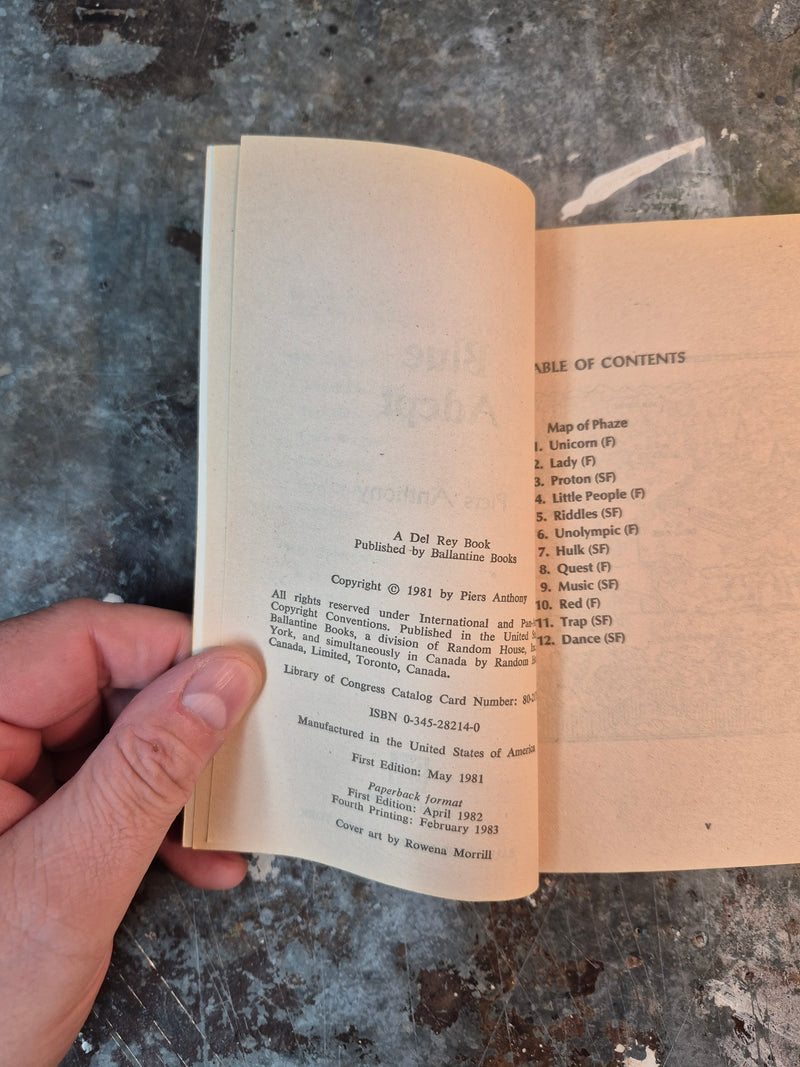 Blue
Adept
Piers Anthony
A Del Rey Book
Published by Ballantine Books
Copyright © 1981 by Piers Anthony
All rights reserved under International and
Copyright Conventions. Published in the United
Ballantine Books, a division of Random House,
York, and simultaneously in Canada by Random
Canada, Limited, Toronto, Canada.
Library of Congress Catalog Card Number:
ISBN 0-345-28214-0
Manufactured in the United States of America
First Edition: May 1981
Paperback format
First Edition: April 1982
Fourth Printing: February 1983
Cover art by Rowena Morrill
ABLE OF CONTENTS
Map of Phaze
1. Unicorn (F)
2. Lady (F)
3. Proton (SF)
4. Little People (F)
5. Riddles (SF)
6. Unolympic (F)
7. Hulk (SF)
8. Quest (F)
9. Music (SF)
10. Red (F)
11. Trap (SF)
12. Dance (SF)
v